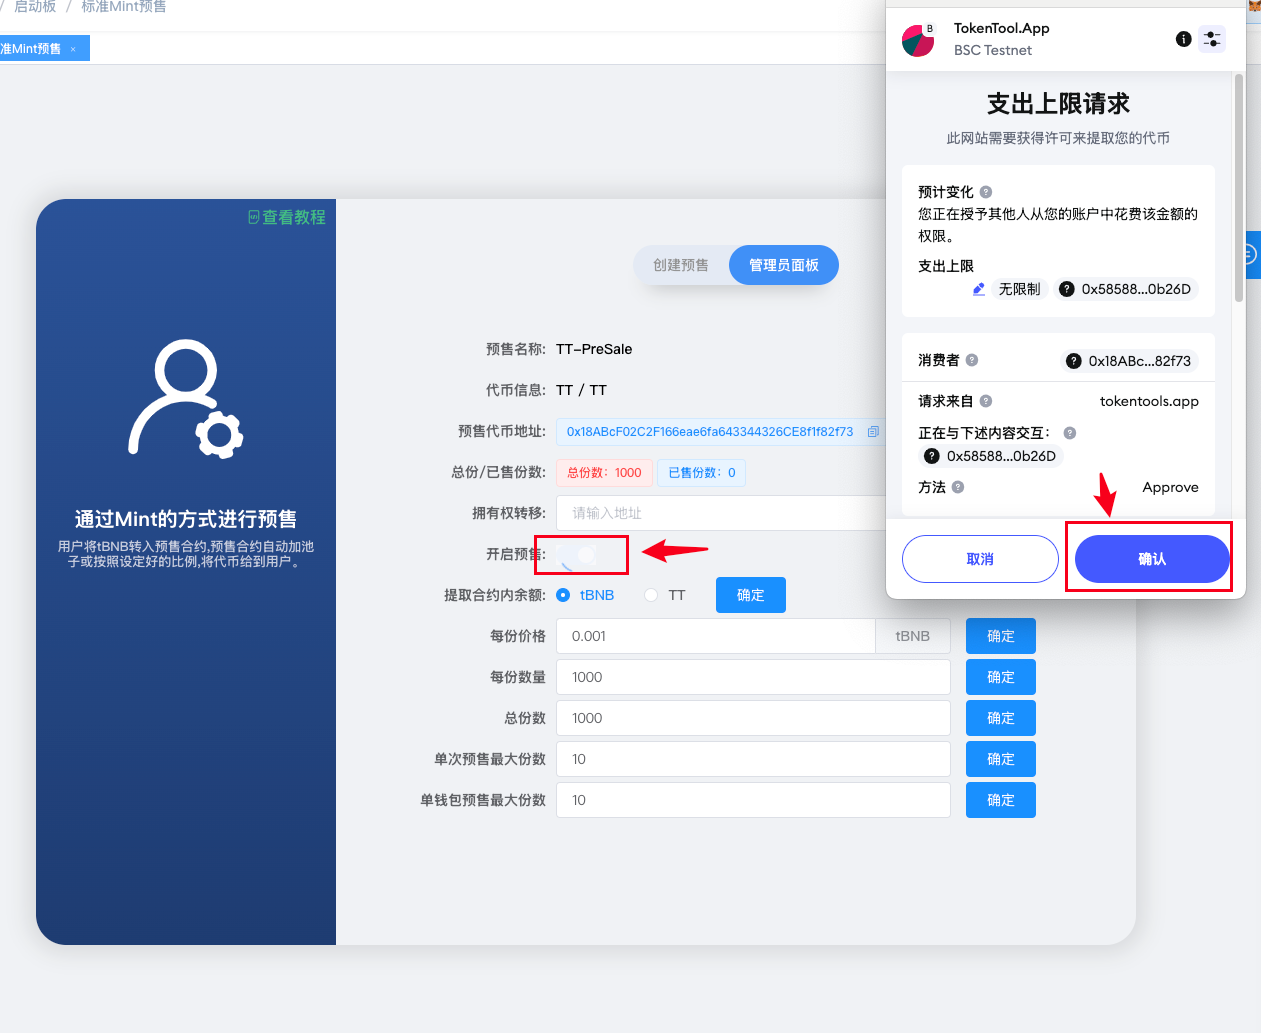 / 启动板 / 标准Mint预售
准Mint预售 ×
查看教程
通过Mint的方式进行预售
用户将tBNB转入预售合约,预售合约自动加池
子或按照设定好的比例,将代币给到用户。
创建预售 管理员面板
预售名称: TT-PreSale
代币信息: TT / TT
预售代币地址: 0x18ABcF02C2F166eae6fa643344326CE8f1f82f73
总份/已售份数: 总份数：1000 已售份数：0
拥有权转移: 请输入地址
开启预售:
提取合约内余额: tBNB TT 确定
每份价格 0.001 tBNB 确定
每份数量 1000 确定
总份数 1000 确定
单次预售最大份数 10 确定
单钱包预售最大份数 10 确定
B
TokenTool.App
BSC Testnet
支出上限请求
此网站需要获得许可来提取您的代币
预计变化
您正在授予其他人从您的账户中花费该金额的
权限。
支出上限
无限制 0x58588...0b26D
消费者 0x18ABc...82f73
请求来自 tokentools.app
正在与下述内容交互：
0x58588...0b26D
方法 Approve
取消 确认